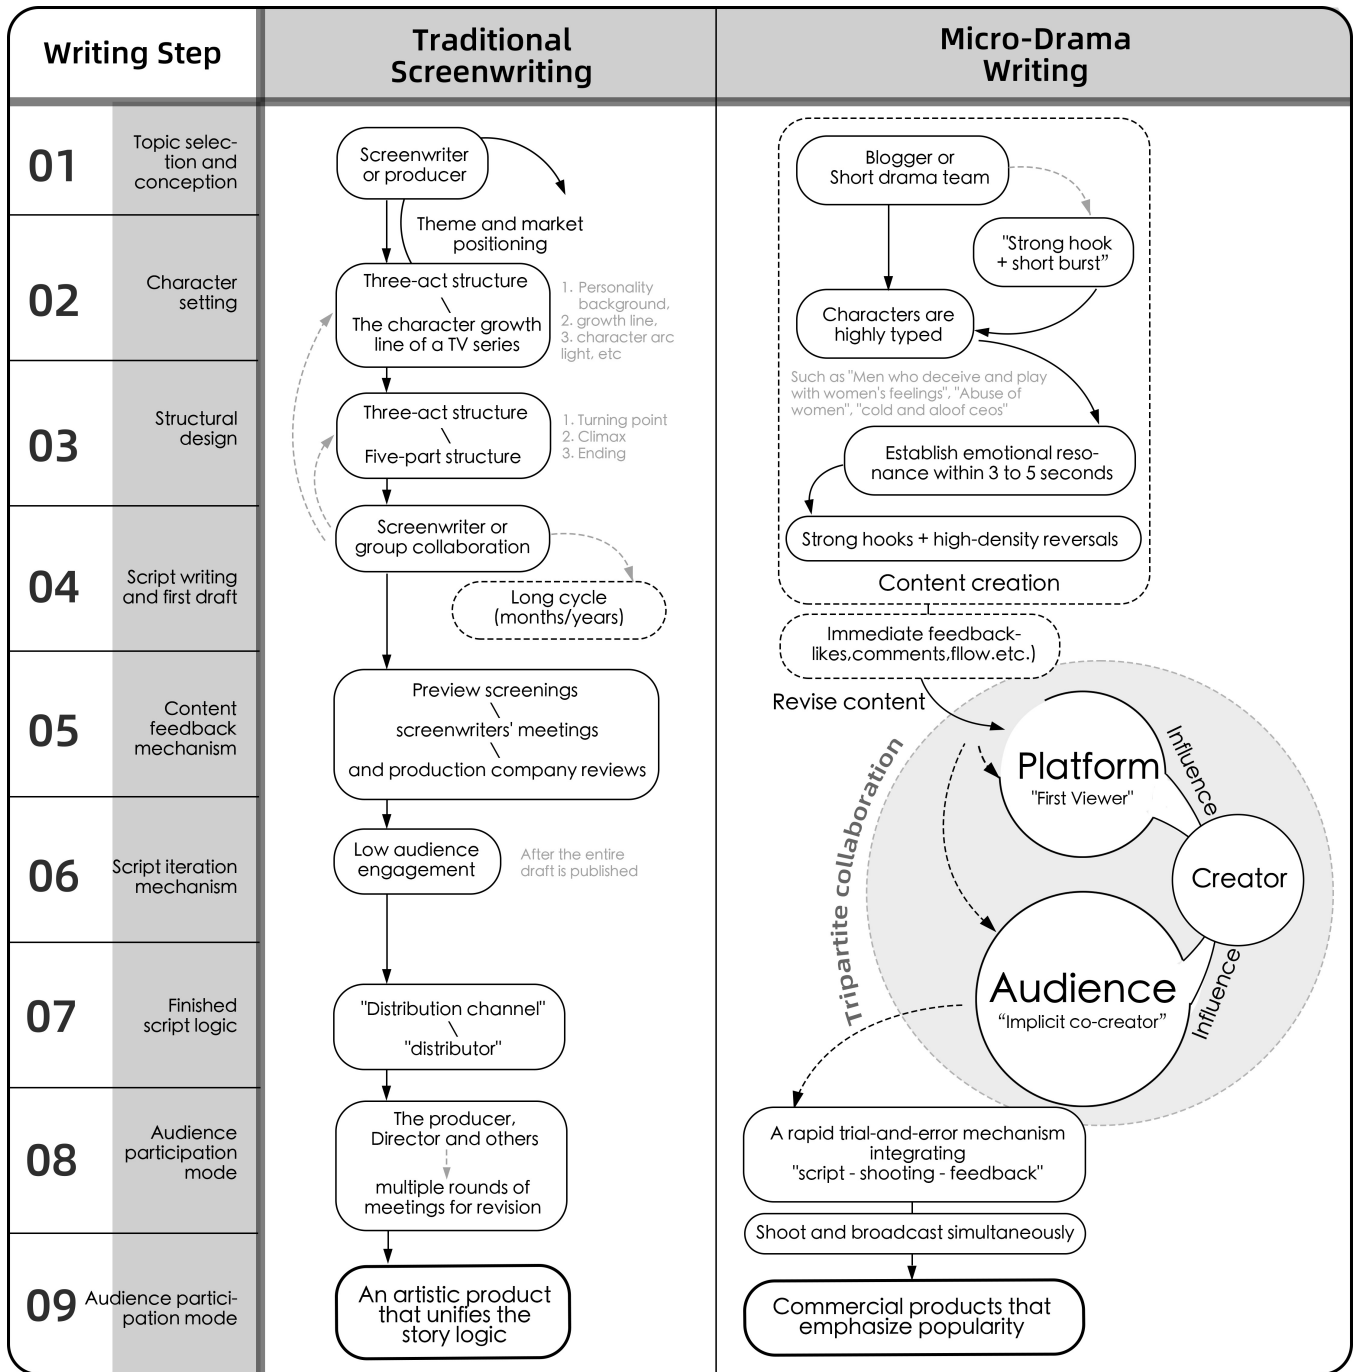 Writing Step
Traditional
Screenwriting
Micro-Drama
Writing
01
Topic selec-
tion and
conception
02
Character
setting
03
Structural
design
04
Script writing
and first draft
05
Content
feedback
mechanism
06
Script iteration
mechanism
07
Finished
script logic
08
Audience
participation
mode
09
Audience partici-
pation mode
Screenwriter
or producer
Theme and market
positioning
Three-act structure
\
The character growth
line of a TV series
1. Personality
background,
2. growth line,
3. character arc
light, etc
Three-act structure
\
Five-part structure
1. Turning point
2. Climax
3. Ending
Screenwriter or
group collaboration
Long cycle
(months/years)
Preview screenings
\
screenwriters' meetings
\
and production company reviews
Low audience
engagement
After the entire
draft is published
"Distribution channel"
\
"distributor"
The producer,
Director and others
multiple rounds of
meetings for revision
An artistic product
that unifies the
story logic
Blogger or
Short drama team
"Strong hook
+ short burst”
Characters are
highly typed
Such as "Men who deceive and play
with women's feelings", "Abuse of
women", "cold and aloof ceos"
Establish emotional reso-
nance within 3 to 5 seconds
Strong hooks + high-density reversals
Content creation
Immediate feedback-
likes,comments,fllow.etc.)
Revise content
Tripartite collaboration
Platform
"First Viewer"
Influence
Creator
Audience
“Implicit co-creator”
Influence
A rapid trial-and-error mechanism
integrating
"script - shooting - feedback"
Shoot and broadcast simultaneously
Commercial products that
emphasize popularity